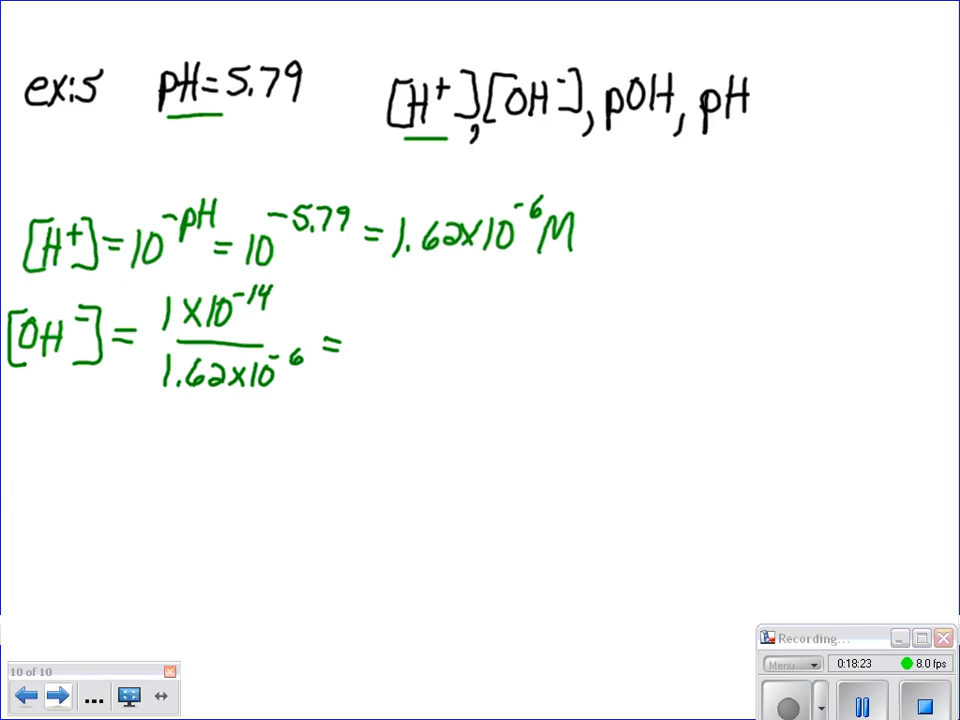 ex:5 pH=5.79 [H⁺],[OH⁻], pOH, pH
[H⁺]=10⁻ᵖᴴ=10⁻⁵·⁷⁹=1.62x10⁻⁶M
[OH⁻]=
1x10⁻¹⁴
1.62x10⁻⁶
=
Recording...
Menu 0:18:23 8.0 fps
10 of 10
...